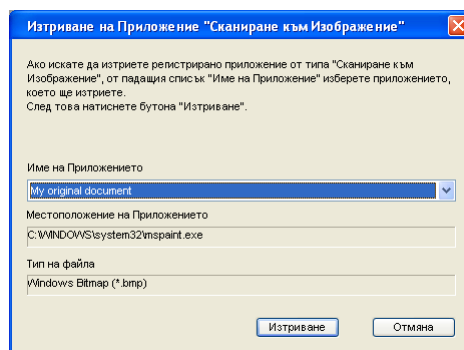 Изтриване на Приложение "Сканиране към Изображение"
Ако искате да изтриете регистрирано приложение от типа "Сканиране към
Изображение", от падащия списък "Име на Приложение" изберете приложението,
което ще изтриете.
След това натиснете бутона "Изтриване".
Име на Приложението
My original document
Местоположение на Приложението
C:\WINDOWS\system32\mspaint.exe
Тип на файла
Windows Bitmap (*.bmp)
Изтриване
Отмяна